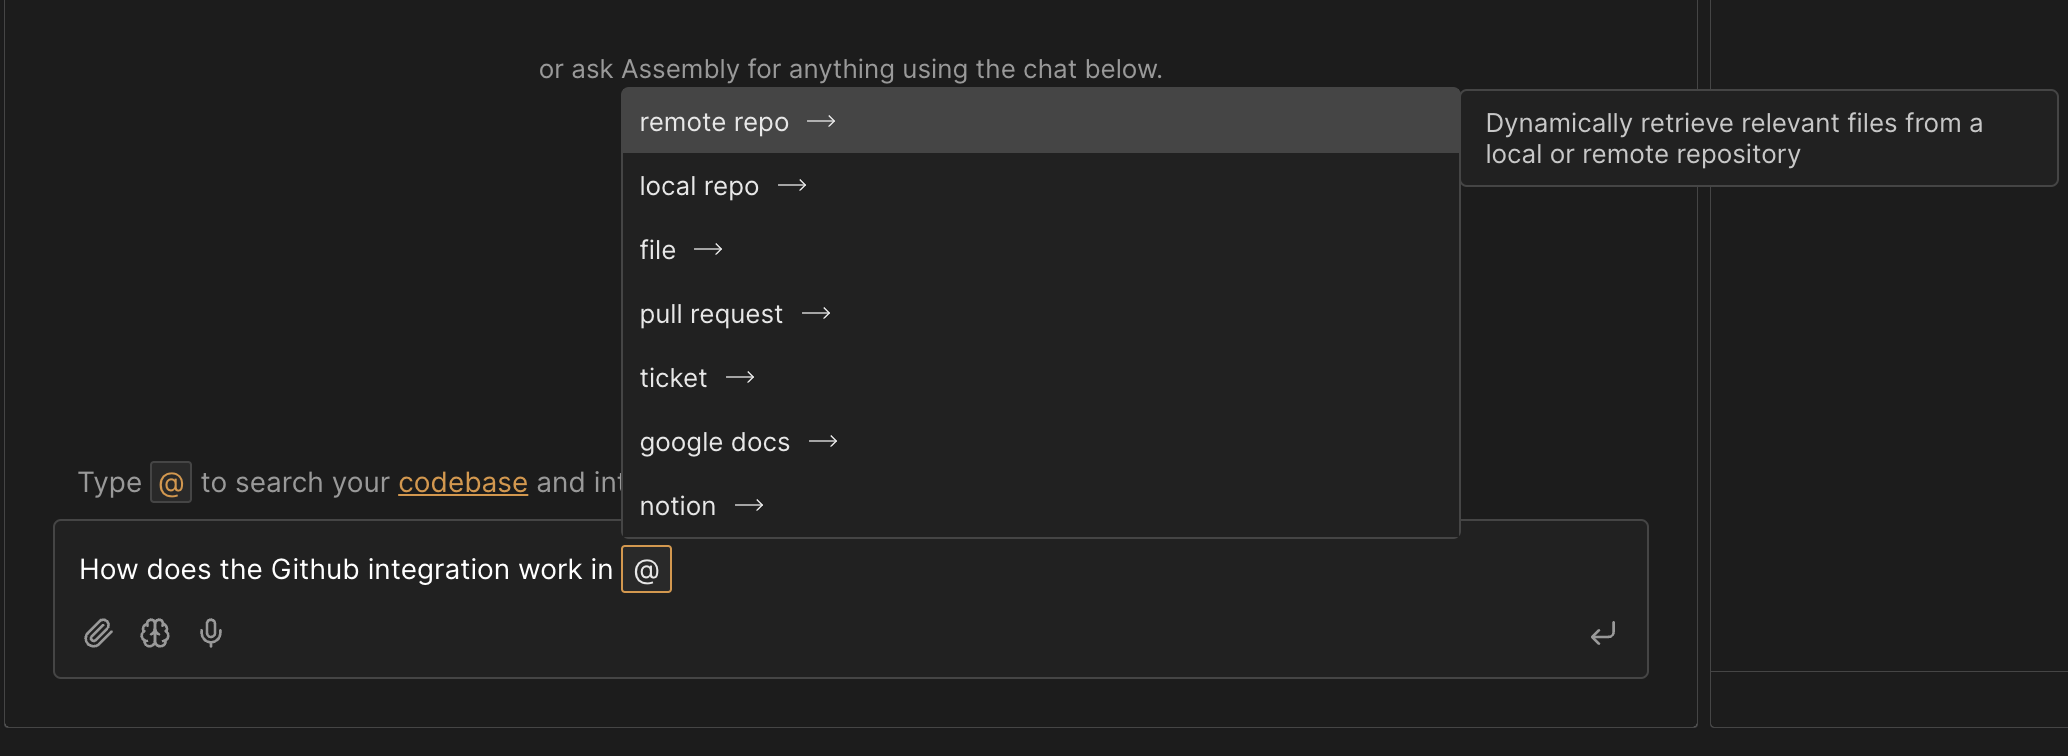 or ask Assembly for anything using the chat below.
remote repo →
Dynamically retrieve relevant files from a
local or remote repository
local repo →
file →
pull request →
ticket →
google docs →
notion →
Type @ to search your codebase and
How does the Github integration work in @